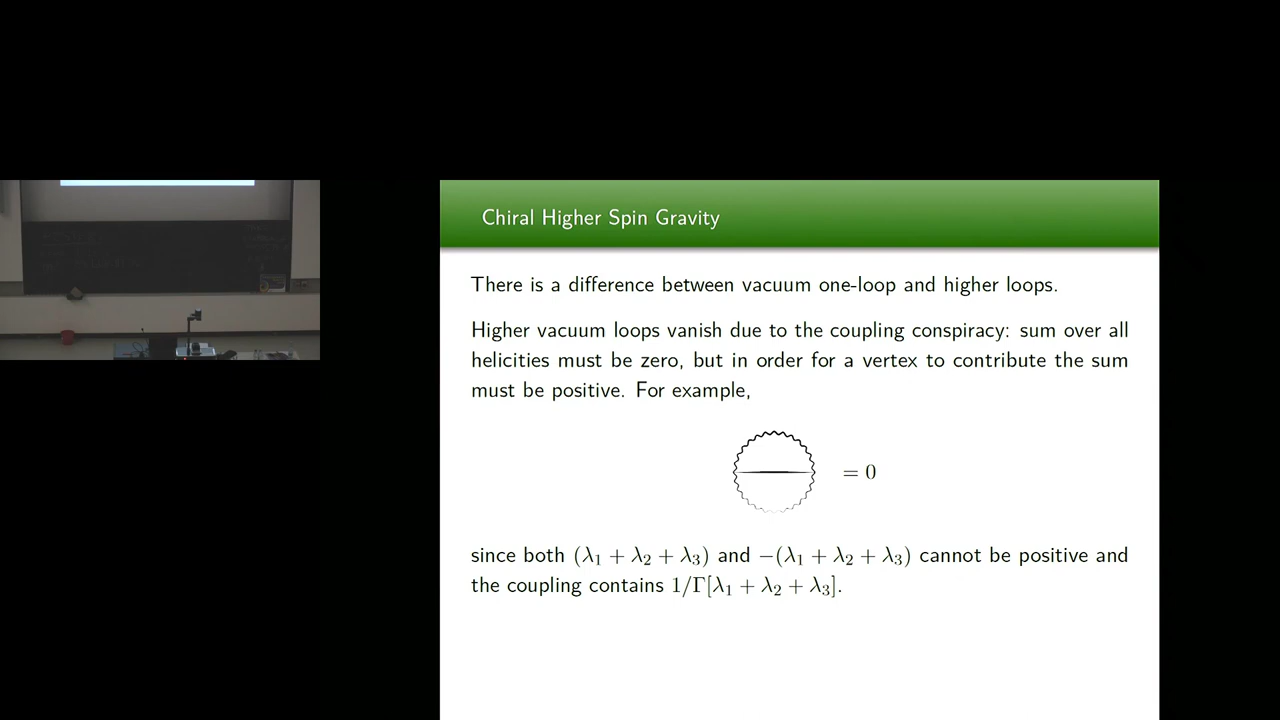 Chiral Higher Spin Gravity
There is a difference between vacuum one-loop and higher loops.
Higher vacuum loops vanish due to the coupling conspiracy: sum over all
helicities must be zero, but in order for a vertex to contribute the sum
must be positive. For example,
= 0
since both (λ₁ + λ₂ + λ₃) and −(λ₁ + λ₂ + λ₃) cannot be positive and
the coupling contains 1/Γ[λ₁ + λ₂ + λ₃].